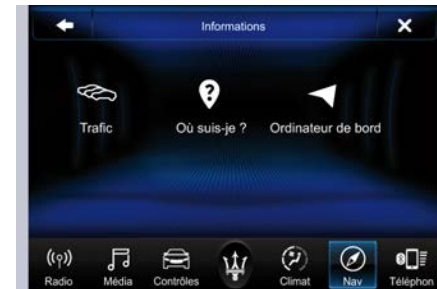 Informations
Trafic
Où suis-je ?
Ordinateur de bord
Radio
Média
Contrôles
Climat
Nav
Téléphon